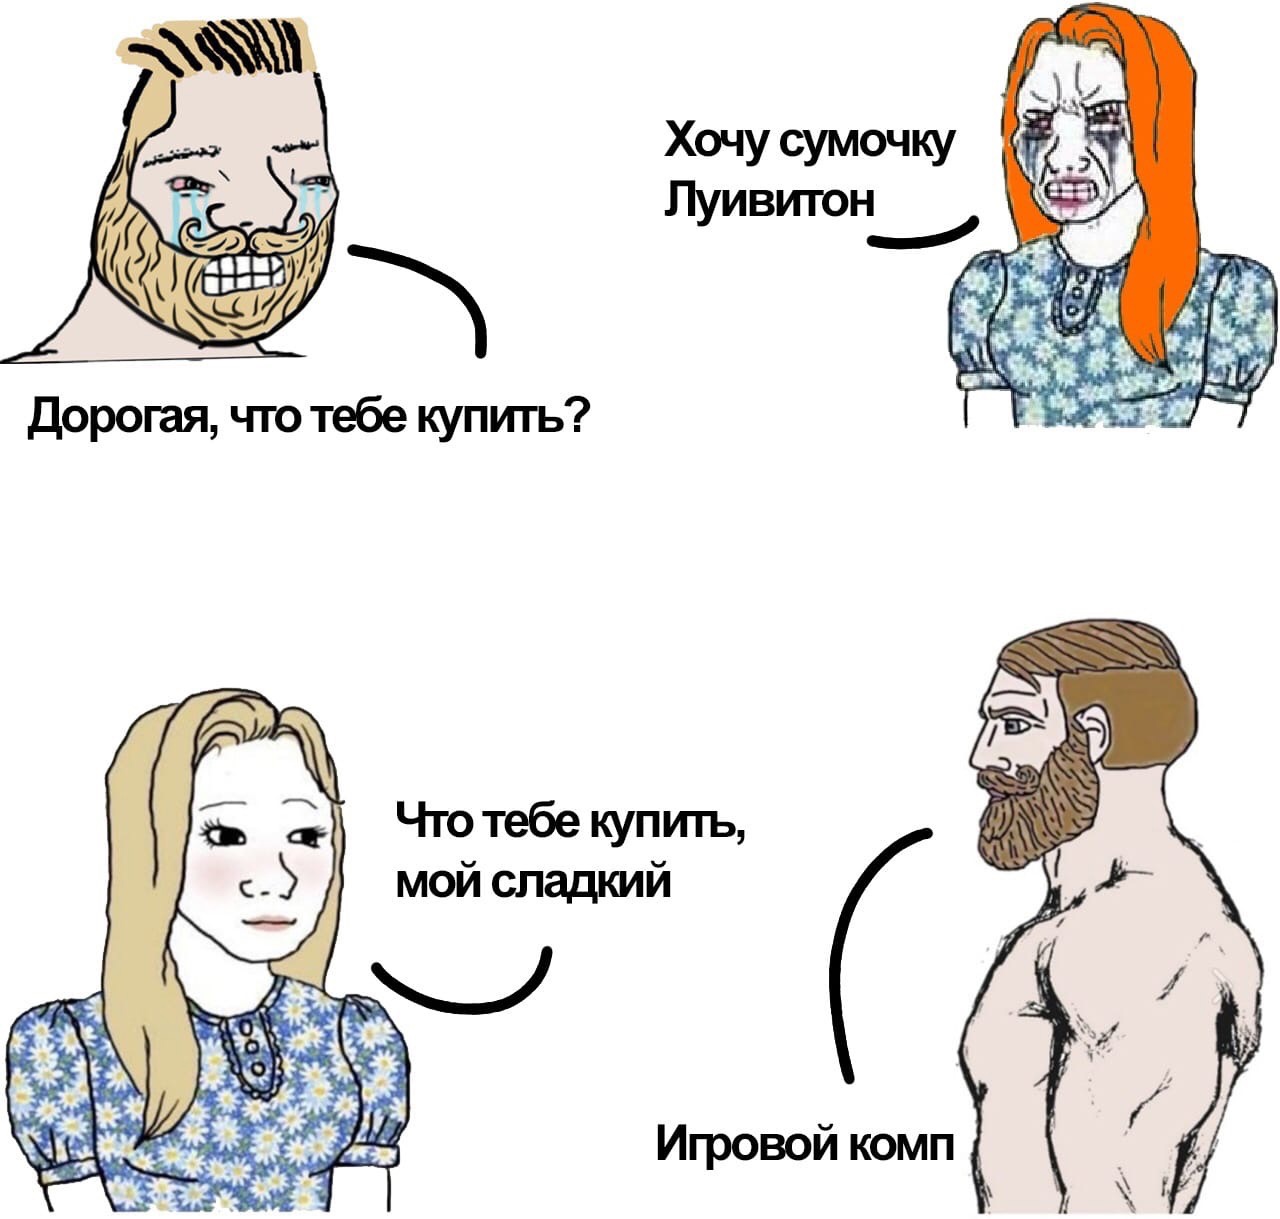 Хочу сумочку
Луивитон
Дорогая, что тебе купить?
Что тебе купить,
мой сладкий
Игровой комп